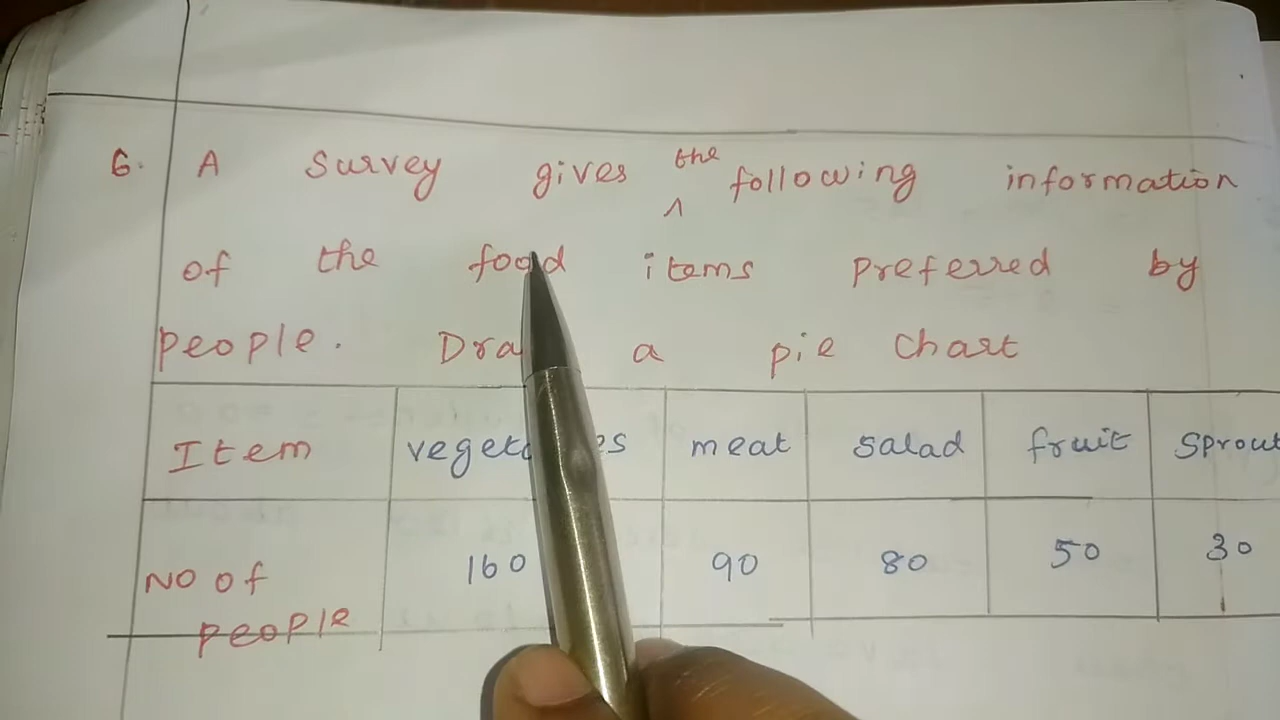 6. A survey gives the following information
of the food items preferred by
people. a pie chart
Item meat salad fruit
No of people 160 90 80 50 30